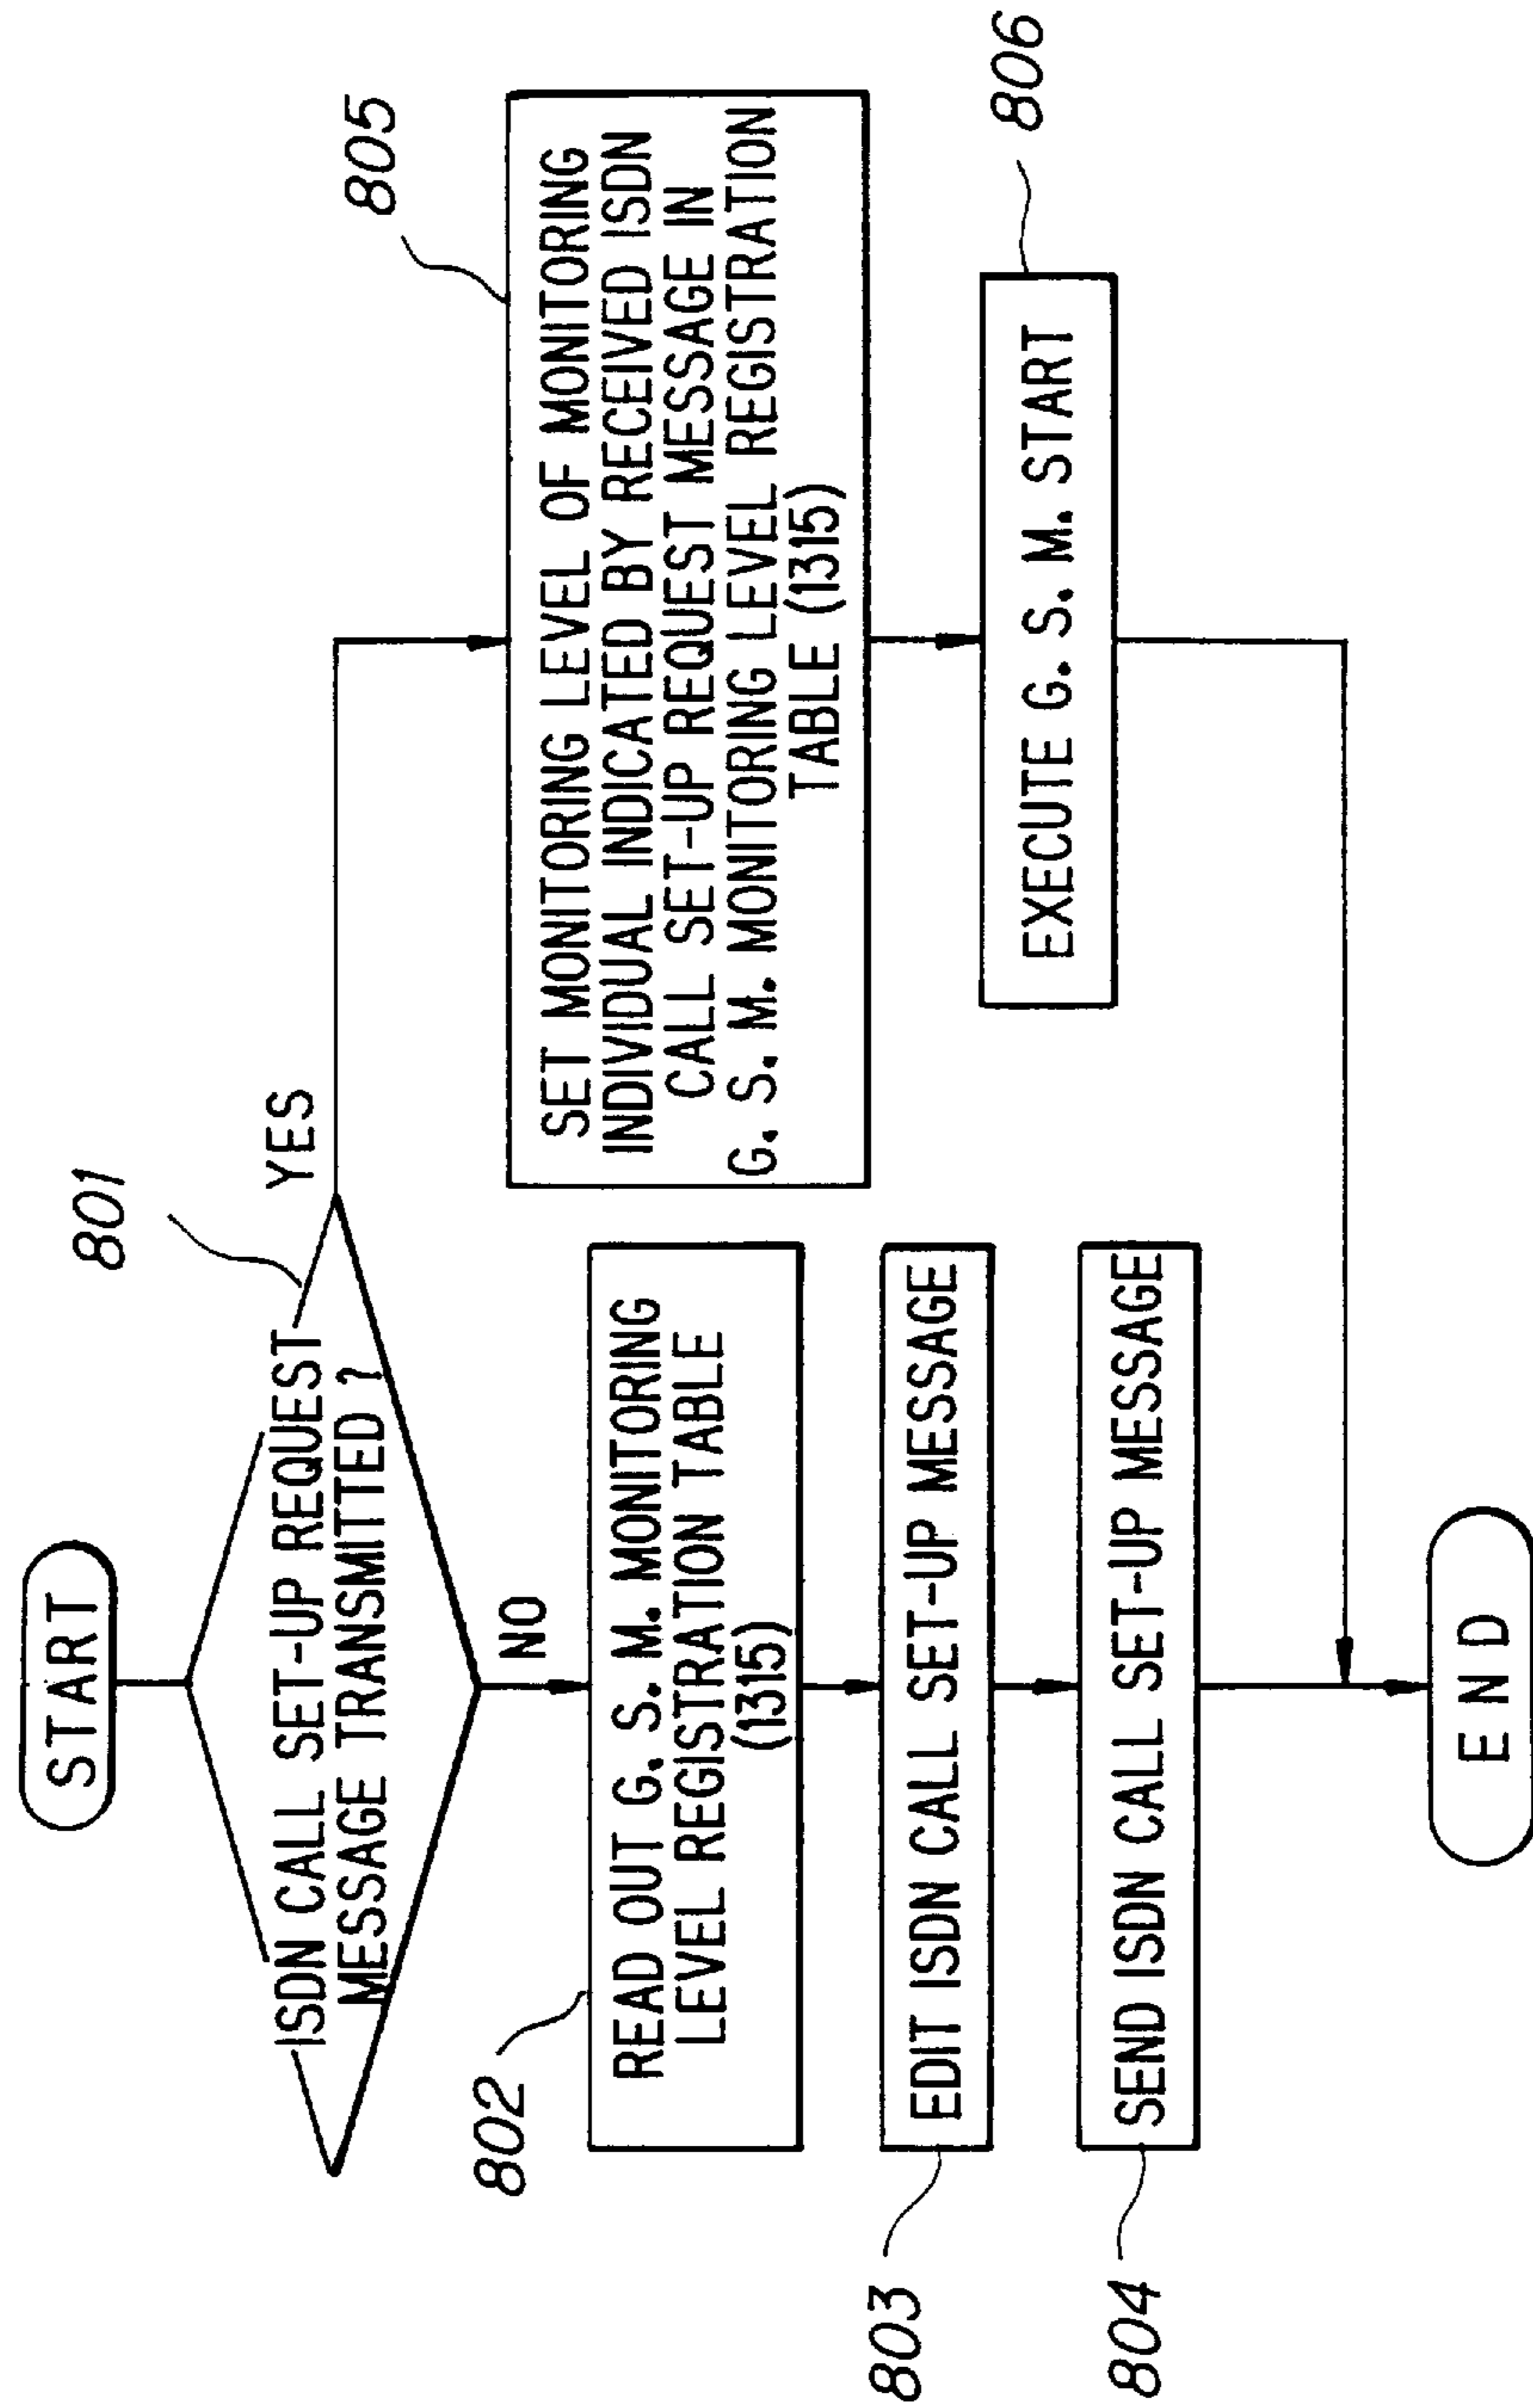 START
801
ISDN CALL SET-UP REQUEST
MESSAGE TRANSMITTED ?
YES
NO
802
READ OUT G. S. M. MONITORING
LEVEL REGISTRATION TABLE
(1315)
803
EDIT ISDN CALL SET-UP MESSAGE
804
SEND ISDN CALL SET-UP MESSAGE
805
SET MONITORING LEVEL OF MONITORING
INDIVIDUAL INDICATED BY RECEIVED ISDN
CALL SET-UP REQUEST MESSAGE IN
G. S. M. MONITORING LEVEL REGISTRATION
TABLE (1315)
806
EXECUTE G. S. M. START
END